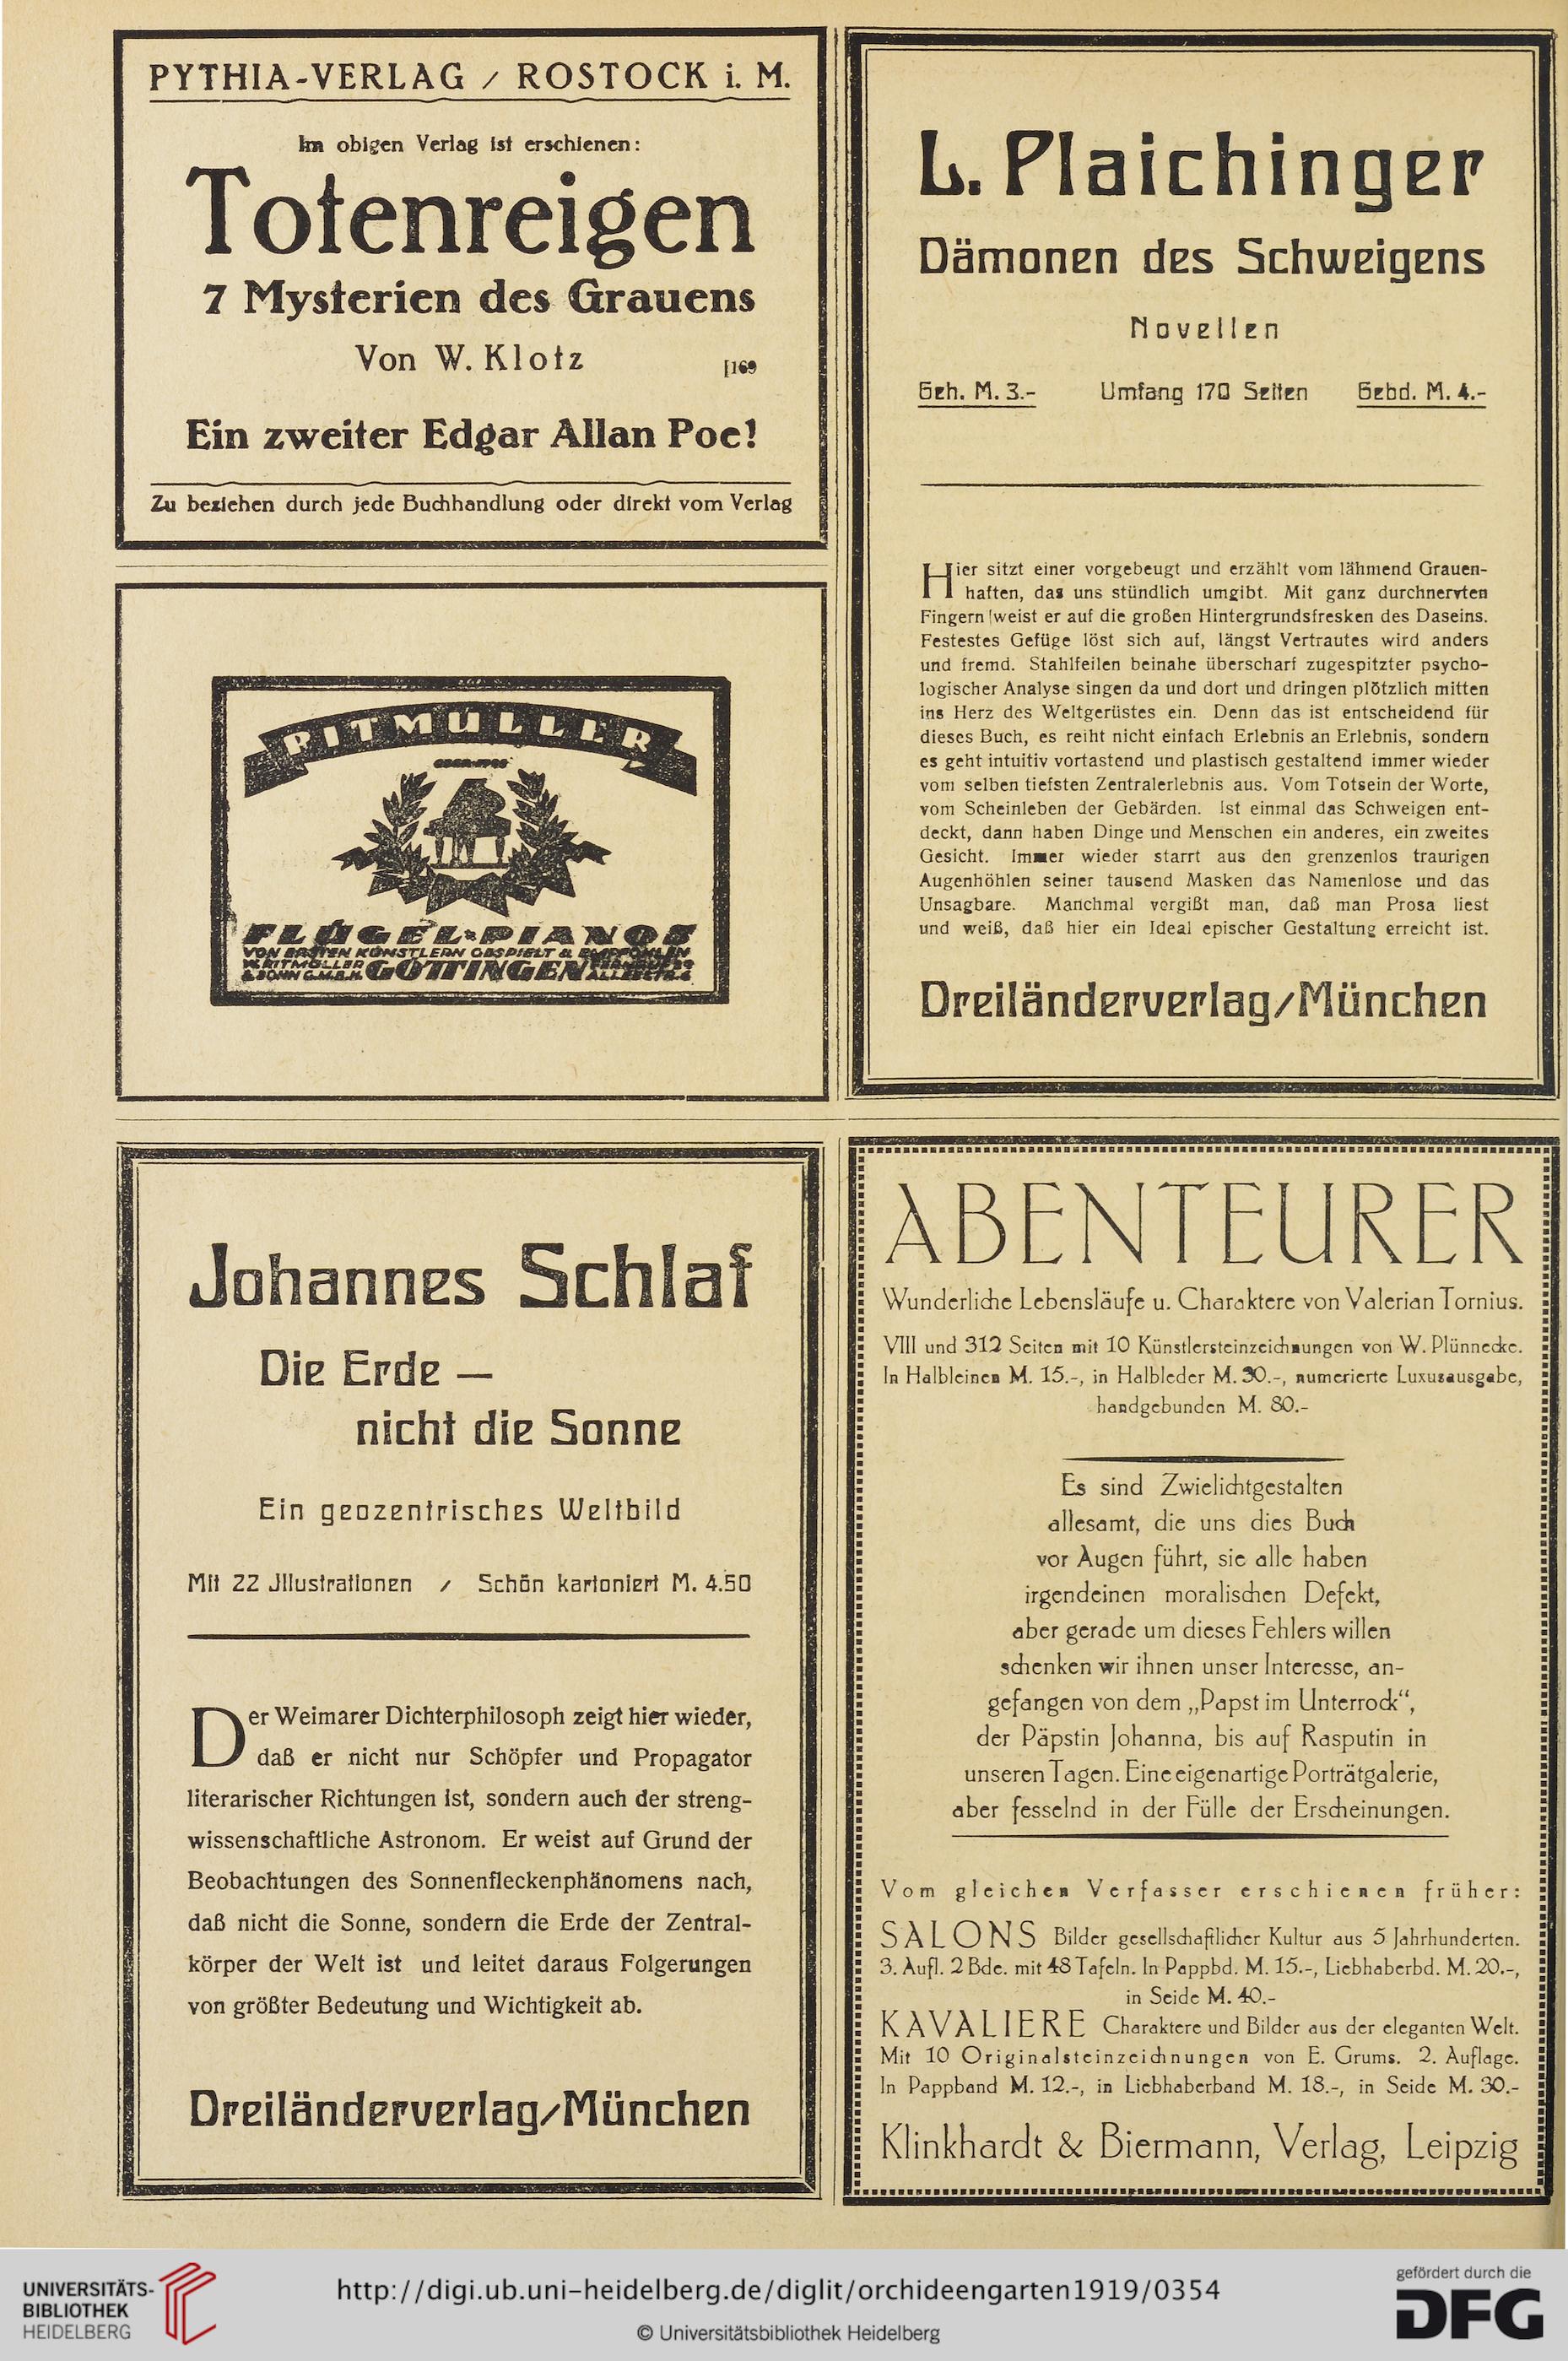 PYTHIA-VERLAG / ROSTOCK i. M.
Im obigen Verlag ist erschienen:
Totenreigen
7 Mysterien des Grauens
Von W. Klotz [169
Ein zweiter Edgar Allan Poe!
Zu beziehen durch jede Buchhandlung oder direkt vom Verlag
RITMÜLLER
FLÜGEL-PIANOS
VON ERSTEN KÜNSTLERN GESPIELT & EMPFOHLEN
W. RITMÜLLER
& SOHN G.M.B.H. GÖTTINGEN
L. Plaichinger
Dämonen des Schweigens
Novellen
Geh. M. 3.- Umfang 170 Seiten Gebd. M. 4.-
Hier sitzt einer vorgebeugt und erzählt vom lähmend Grauen-
haften, das uns stündlich umgibt. Mit ganz durchnervten
Fingern weist er auf die großen Hintergrundsfresken des Daseins.
Festestes Gefüge löst sich auf, längst Vertrautes wird anders
und fremd. Stahlfeilen beinahe überscharf zugespitzter psycho-
logischer Analyse singen da und dort und dringen plötzlich mitten
ins Herz des Weltgerüstes ein. Denn das ist entscheidend für
dieses Buch, es reiht nicht einfach Erlebnis an Erlebnis, sondern
es geht intuitiv vortastend und plastisch gestaltend immer wieder
vom selben tiefsten Zentralerlebnis aus. Vom Totsein der Worte,
vom Scheinleben der Gebärden. Ist einmal das Schweigen ent-
deckt, dann haben Dinge und Menschen ein anderes, ein zweites
Gesicht. Immer wieder starrt aus den grenzenlos traurigen
Augenhöhlen seiner tausend Masken das Namenlose und das
Unsagbare. Manchmal vergißt man, daß man Prosa liest
und weiß, daß hier ein Ideal epischer Gestaltung erreicht ist.
Dreiländerverlag/München
Johannes Schlaf
Die Erde —
nicht die Sonne
Ein geozentrisches Weltbild
Mit 22 Jllustrationen / Schön kartoniert M. 4.50
Der Weimarer Dichterphilosoph zeigt hier wieder,
daß er nicht nur Schöpfer und Propagator
literarischer Richtungen ist, sondern auch der streng-
wissenschaftliche Astronom. Er weist auf Grund der
Beobachtungen des Sonnenfleckenphänomens nach,
daß nicht die Sonne, sondern die Erde der Zentral-
körper der Welt ist und leitet daraus Folgerungen
von größter Bedeutung und Wichtigkeit ab.
Dreiländerverlag/München
ABENTEURER
Wunderliche Lebensläufe u. Charaktere von Valerian Tornius.
VIII und 312 Seiten mit 10 Künstlersteinzeichnungen von W. Plünnecke.
In Halbleinen M. 15.-, in Halbleder M. 30.-, numerierte Luxusausgabe,
handgebunden M. 80.-
Es sind Zwielichtgestalten
allesamt, die uns dies Buch
vor Augen führt, sie alle haben
irgendeinen moralischen Defekt,
aber gerade um dieses Fehlers willen
schenken wir ihnen unser Interesse, an-
gefangen von dem „Papst im Unterrock“,
der Päpstin Johanna, bis auf Rasputin in
unseren Tagen. Eine eigenartige Porträtgalerie,
aber fesselnd in der Fülle der Erscheinungen.
Vom gleichen Verfasser erschienen früher:
SALONS Bilder gesellschaftlicher Kultur aus 5 Jahrhunderten.
3. Aufl. 2 Bde. mit 48 Tafeln. In Pappbd. M. 15.-, Liebhaberbd. M. 20.-,
in Seide M. 40.-
KAVALIERE Charaktere und Bilder aus der eleganten Welt.
Mit 10 Originalsteinzeichnungen von E. Grums. 2. Auflage.
In Pappband M. 12.-, in Liebhaberband M. 18.-, in Seide M. 30.-
Klinkhardt & Biermann, Verlag, Leipzig
UNIVERSITÄTS-
BIBLIOTHEK
HEIDELBERG
http://digi.ub.uni-heidelberg.de/diglit/orchideengarten1919/0354
© Universitätsbibliothek Heidelberg
gefördert durch die
DFG